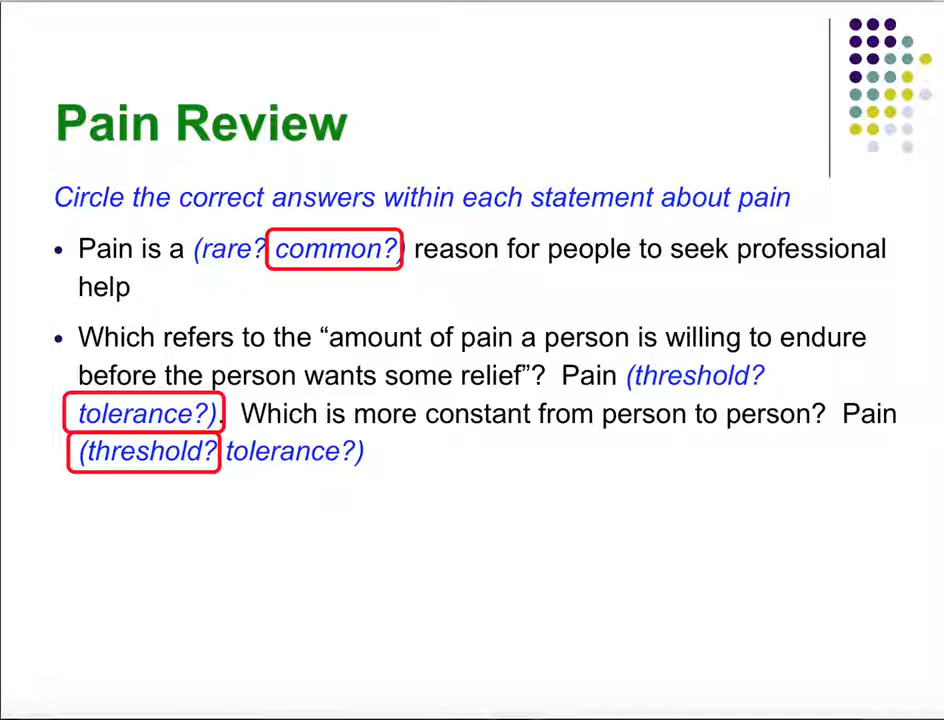 Pain Review
Circle the correct answers within each statement about pain
• Pain is a (rare? common?) reason for people to seek professional
help
• Which refers to the “amount of pain a person is willing to endure
before the person wants some relief”? Pain (threshold?
tolerance?). Which is more constant from person to person? Pain
(threshold? tolerance?)